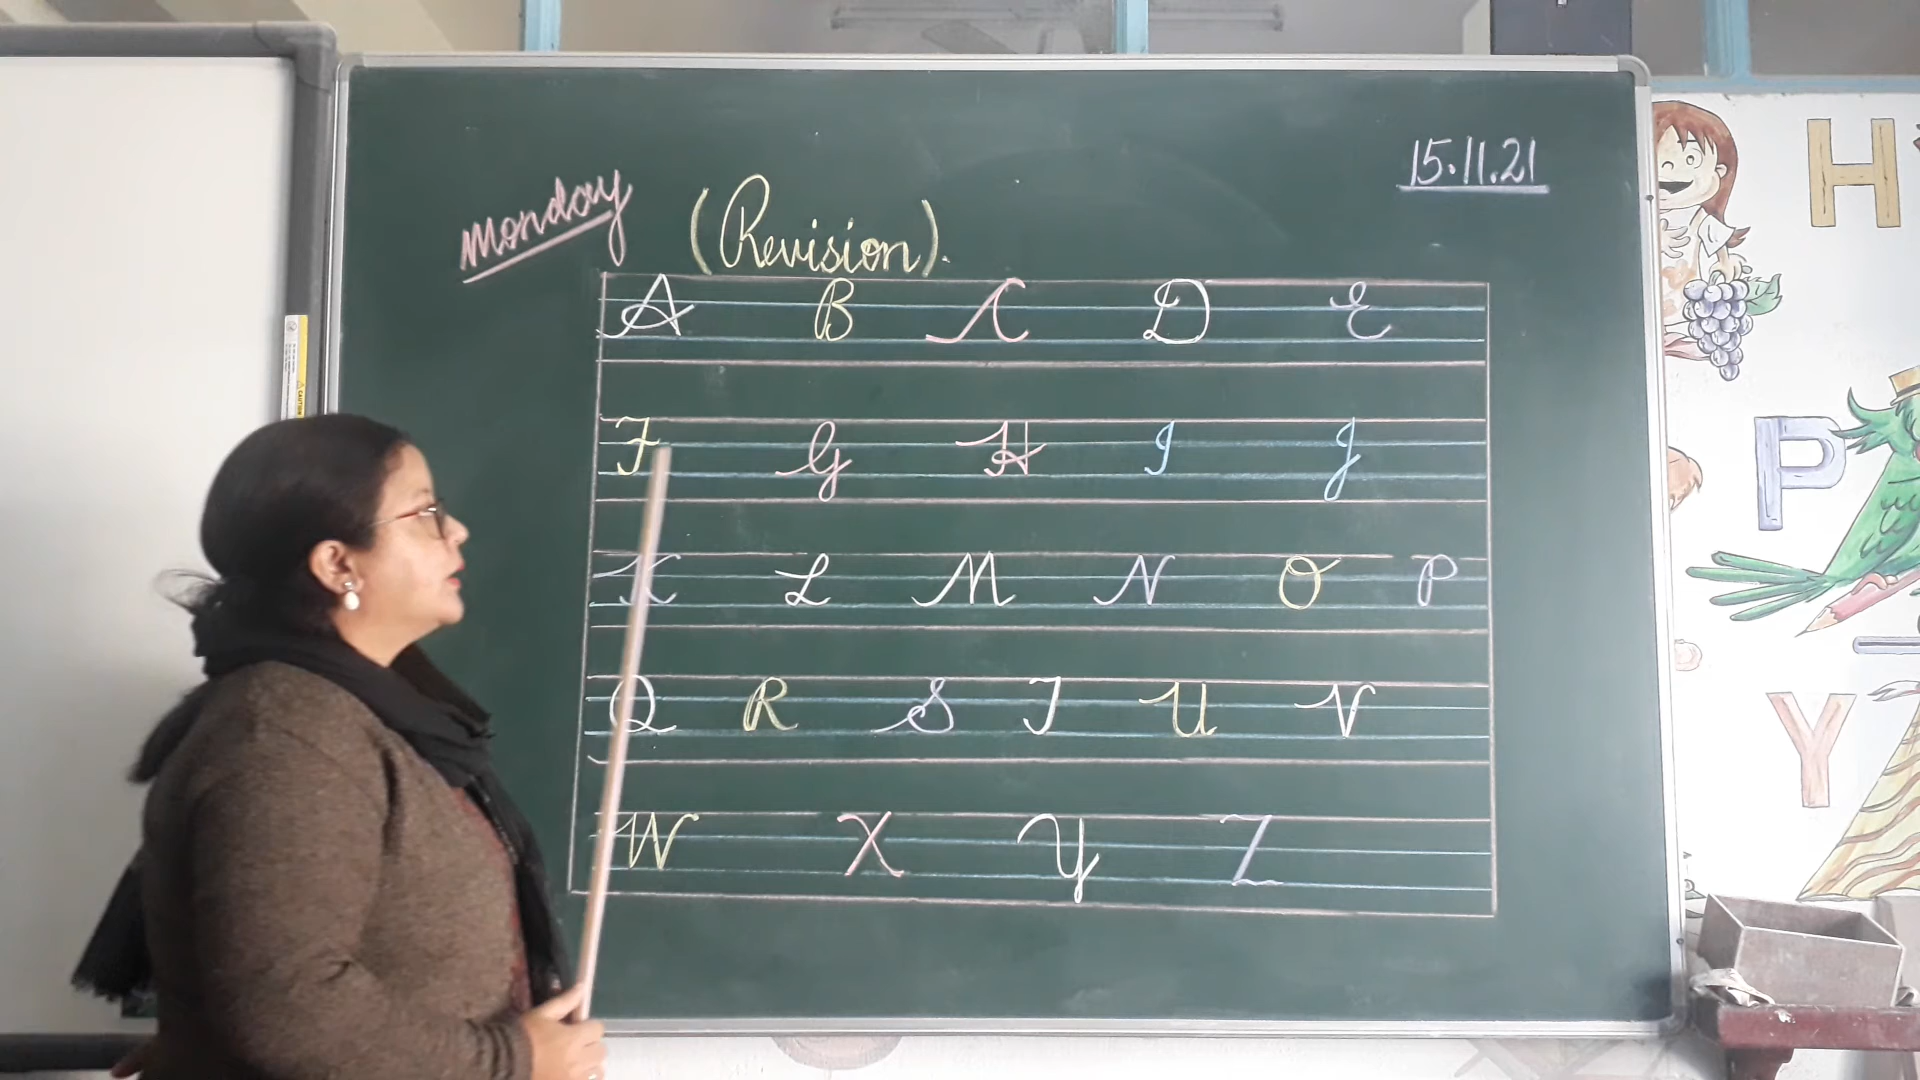 15.11.21
Monday
(Revision).
A B C D E
F G H I J
K L M N O P
Q R S T U V
W X Y Z
H
P
Y